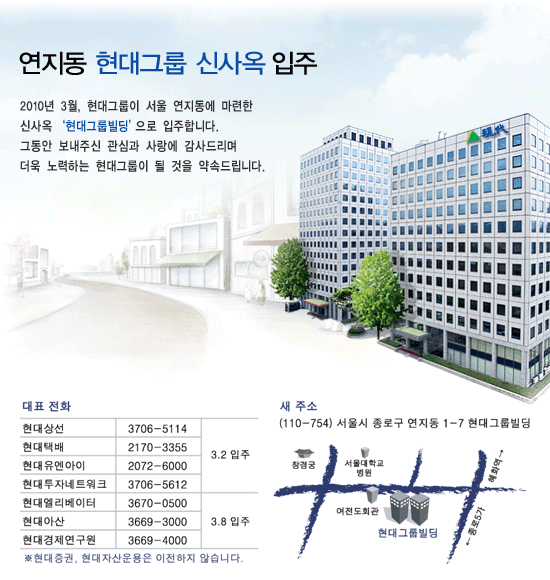 연지동 현대그룹 신사옥 입주
2010년 3월, 현대그룹이 서울 연지동에 마련한
신사옥 '현대그룹빌딩'으로 입주합니다.
그동안 보내주신 관심과 사랑에 감사드리며
더욱 노력하는 현대그룹이 될 것을 약속드립니다.
現代
대표 전화
현대상선 3706-5114
현대택배 2170-3355
현대유엔아이 2072-6000
현대투자네트워크 3706-5612
3.2 입주
현대엘리베이터 3670-0500
현대아산 3669-3000
현대경제연구원 3669-4000
3.8 입주
※현대증권, 현대자산운용은 이전하지 않습니다.
새 주소
(110-754) 서울시 종로구 연지동 1-7 현대그룹빌딩
창경궁
서울대학교
병원
혜화역→
여전도회관
현대그룹빌딩
←종로5가